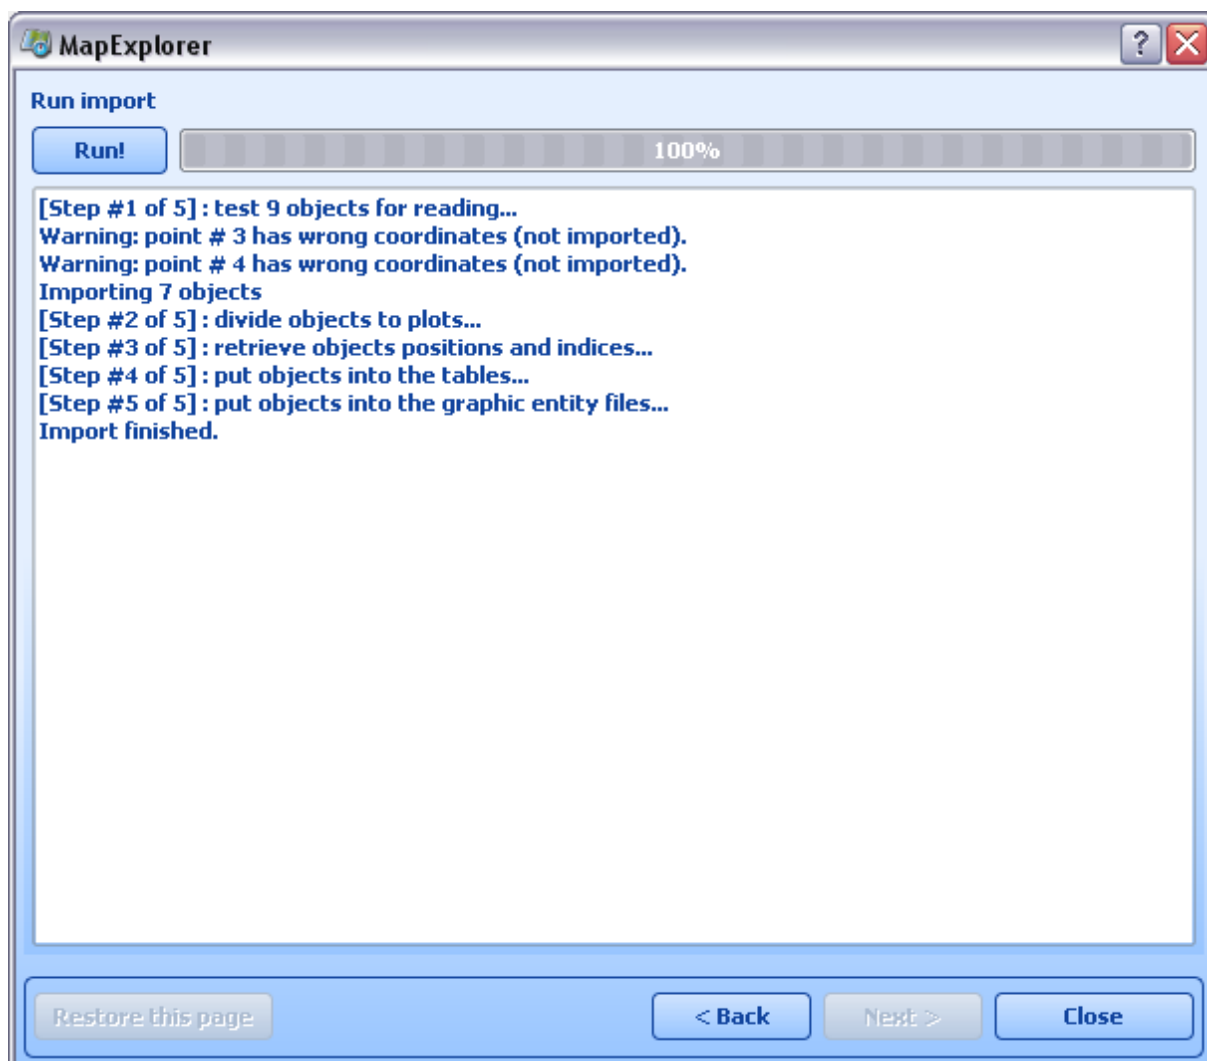 MapExplorer
?
Run import
Run!
100%
[Step #1 of 5] : test 9 objects for reading...
Warning: point # 3 has wrong coordinates (not imported).
Warning: point # 4 has wrong coordinates (not imported).
Importing 7 objects
[Step #2 of 5] : divide objects to plots...
[Step #3 of 5] : retrieve objects positions and indices...
[Step #4 of 5] : put objects into the tables...
[Step #5 of 5] : put objects into the graphic entity files...
Import finished.
Restore this page
< Back
Next >
Close